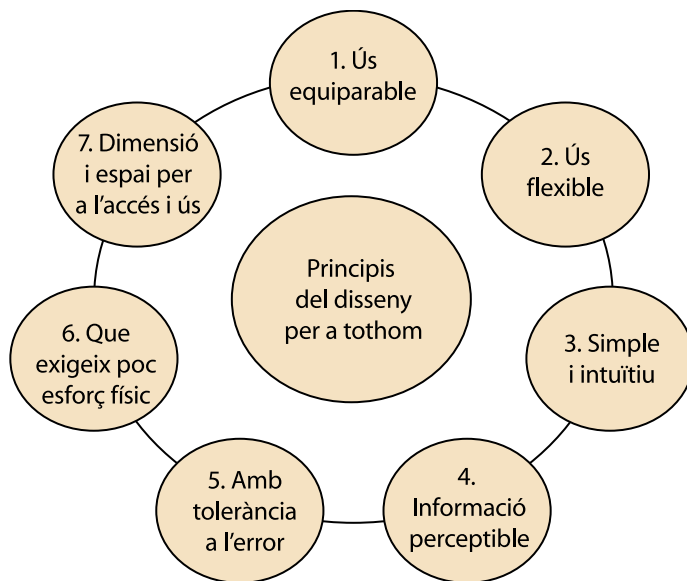 1. Ús
equiparable
2. Ús
flexible
3. Simple
i intuïtiu
4.
Informació
perceptible
5. Amb
tolerància
a l'error
6. Que
exigeix poc
esforç físic
7. Dimensió
i espai per
a l'accés i ús
Principis
del disseny
per a tothom